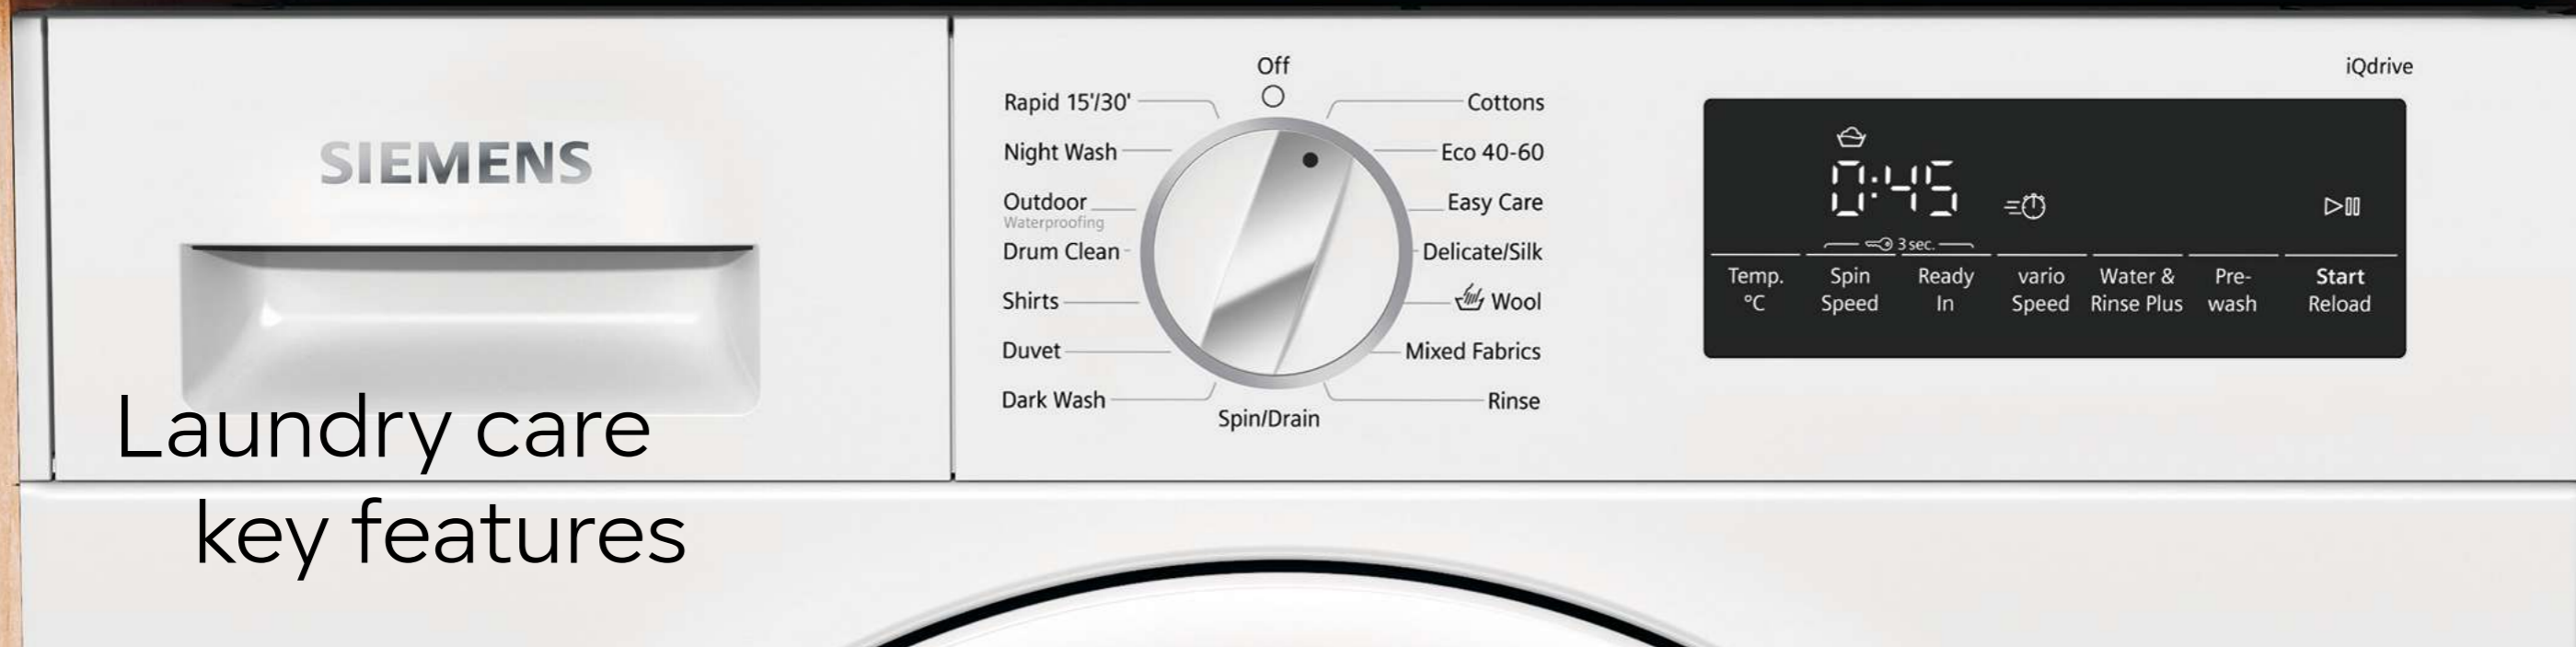 SIEMENS
Laundry care
key features
Off
Rapid 15'/30'
Night Wash
Outdoor
Waterproofing
Drum Clean
Shirts
Duvet
Dark Wash
Spin/Drain
Cottons
Eco 40-60
Easy Care
Delicate/Silk
Wool
Mixed Fabrics
Rinse
iQdrive
0:45
3 sec.
Temp.
°C
Spin
Speed
Ready
In
vario
Speed
Water &
Rinse Plus
Pre-
wash
Start
Reload